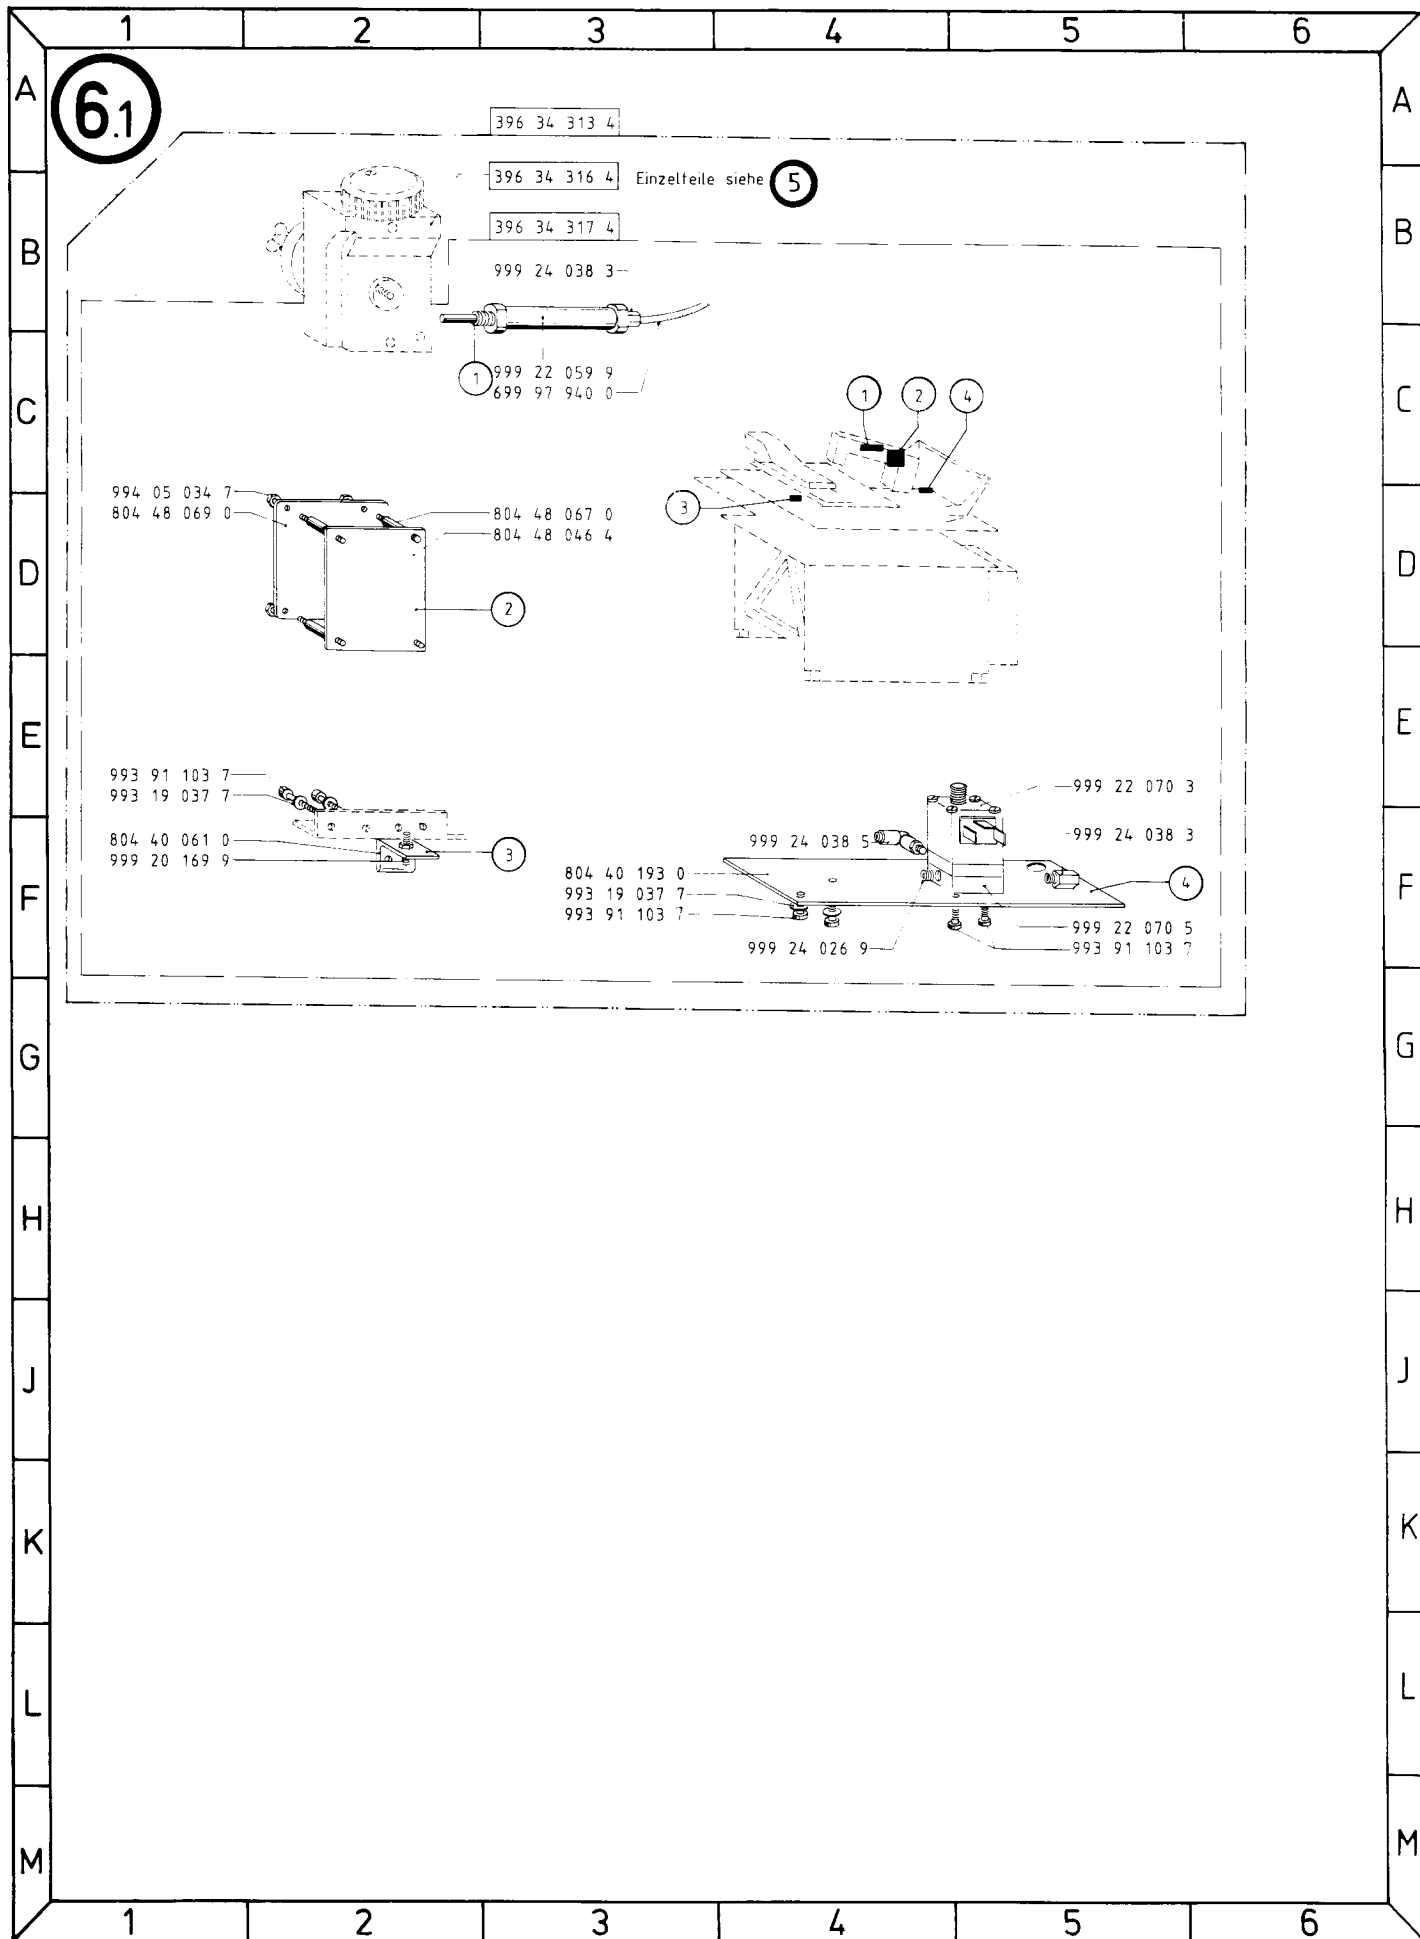 1 2 3 4 5 6
A A
6.1
396 34 313 4
396 34 316 4 Einzelteile siehe 5
396 34 317 4
B B
999 24 038 3
1 999 22 059 9
699 97 940 0
C C
1 2 4
3
994 05 034 7
804 48 069 0
804 48 067 0
804 48 046 4
D D
2
E E
993 91 103 7
993 19 037 7
804 40 061 0
999 20 169 9
3
999 22 070 3
999 24 038 5
999 24 038 3
804 40 193 0
993 19 037 7
993 91 103 7
4
F F
999 24 026 9
999 22 070 5
993 91 103 7
G G
H H
J J
K K
L L
M M
1 2 3 4 5 6